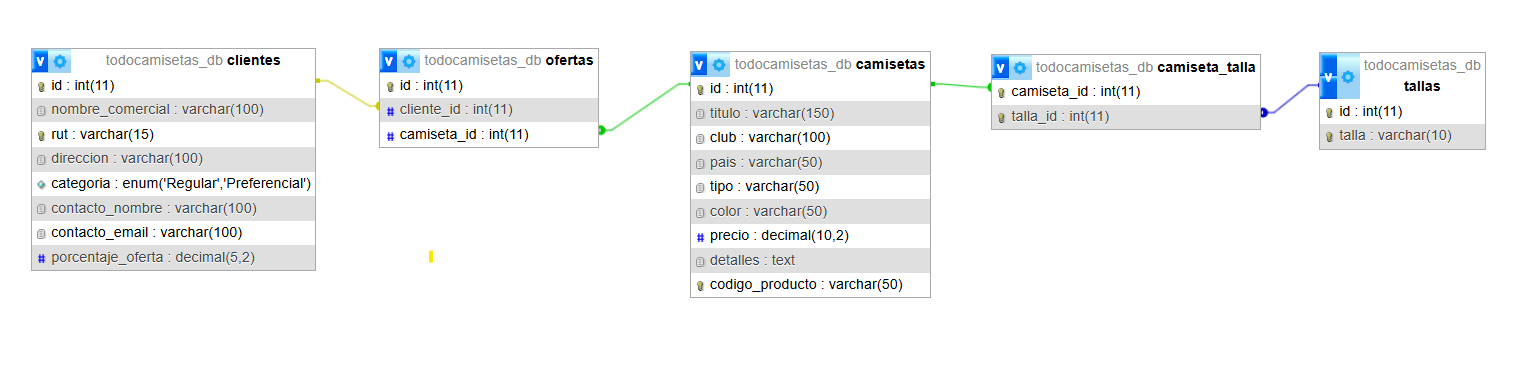 todocamisetas_db clientes
id : int(11)
nombre_comercial : varchar(100)
rut : varchar(15)
direccion : varchar(100)
categoria : enum('Regular','Preferencial')
contacto_nombre : varchar(100)
contacto_email : varchar(100)
porcentaje_oferta : decimal(5,2)
todocamisetas_db ofertas
id : int(11)
cliente_id : int(11)
camiseta_id : int(11)
todocamisetas_db camisetas
id : int(11)
titulo : varchar(150)
club : varchar(100)
pais : varchar(50)
tipo : varchar(50)
color : varchar(50)
precio : decimal(10,2)
detalles : text
codigo_producto : varchar(50)
todocamisetas_db camiseta_talla
camiseta_id : int(11)
talla_id : int(11)
todocamisetas_db
tallas
id : int(11)
talla : varchar(10)